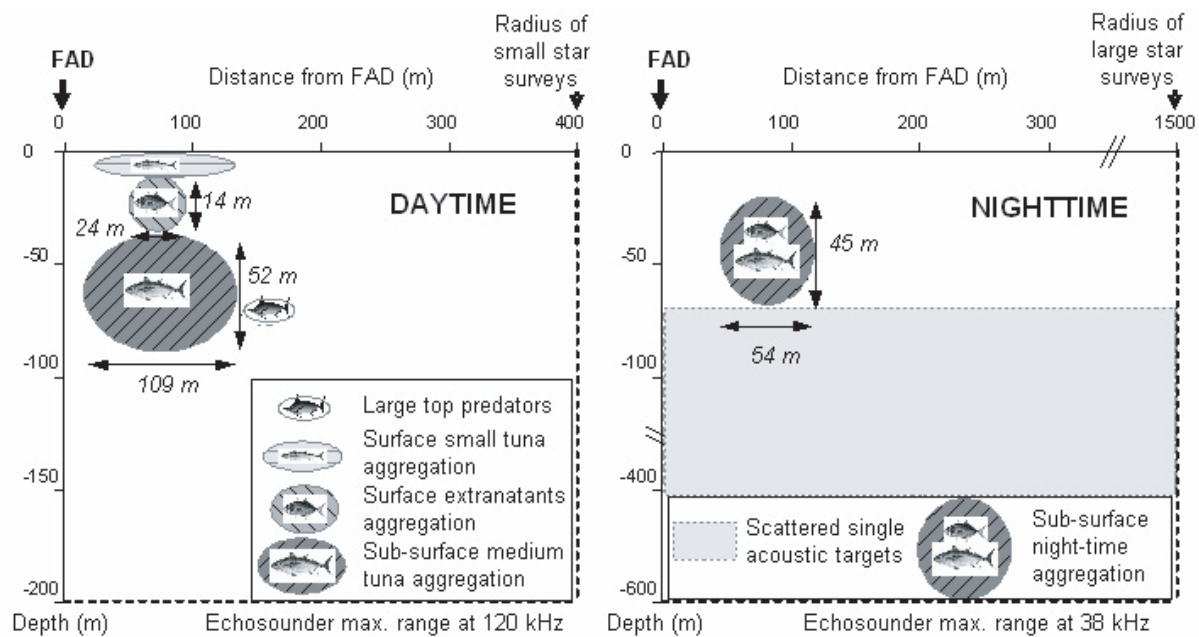 Radius of
small star
surveys
FAD
Distance from FAD (m)
0 100 200 300 400
0
-50
-100
-150
-200
14 m
24 m
DAYTIME
52 m
109 m
Large top predators
Surface small tuna
aggregation
Surface extranatants
aggregation
Sub-surface medium
tuna aggregation
Depth (m)
Echosounder max. range at 120 kHz
Radius of
large star
surveys
FAD
Distance from FAD (m)
0 100 200 300 1500
0
-50
-100
-400
-600
NIGHTTIME
45 m
54 m
Scattered single
acoustic targets
Sub-surface
night-time
aggregation
Depth (m)
Echosounder max. range at 38 kHz